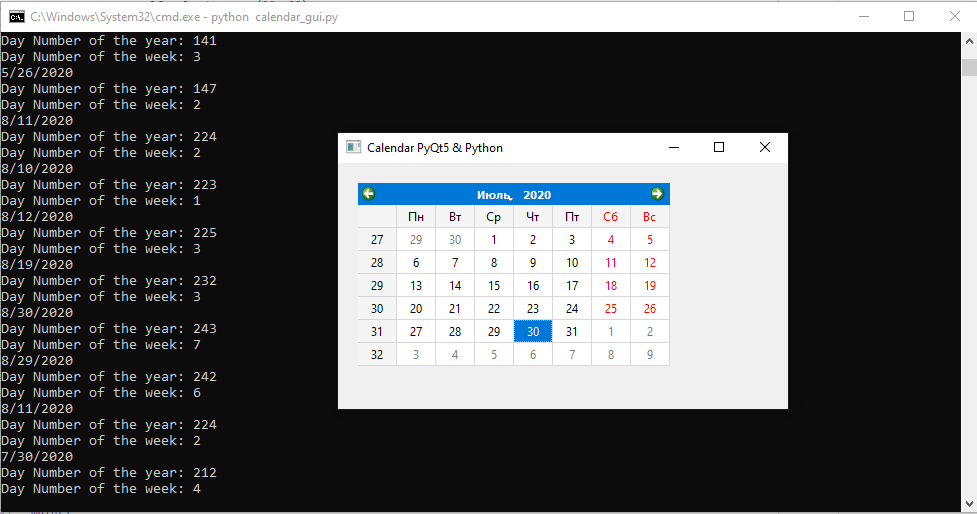 C:\Windows\System32\cmd.exe - python calendar_gui.py
Day Number of the year: 141
Day Number of the week: 3
5/26/2020
Day Number of the year: 147
Day Number of the week: 2
8/11/2020
Day Number of the year: 224
Day Number of the week: 2
8/10/2020
Day Number of the year: 223
Day Number of the week: 1
8/12/2020
Day Number of the year: 225
Day Number of the week: 3
8/19/2020
Day Number of the year: 232
Day Number of the week: 3
8/30/2020
Day Number of the year: 243
Day Number of the week: 7
8/29/2020
Day Number of the year: 242
Day Number of the week: 6
8/11/2020
Day Number of the year: 224
Day Number of the week: 2
7/30/2020
Day Number of the year: 212
Day Number of the week: 4
Calendar PyQt5 & Python
Июль, 2020
Пн Вт Ср Чт Пт Сб Вс
27 29 30 1 2 3 4 5
28 6 7 8 9 10 11 12
29 13 14 15 16 17 18 19
30 20 21 22 23 24 25 26
31 27 28 29 30 31 1 2
32 3 4 5 6 7 8 9